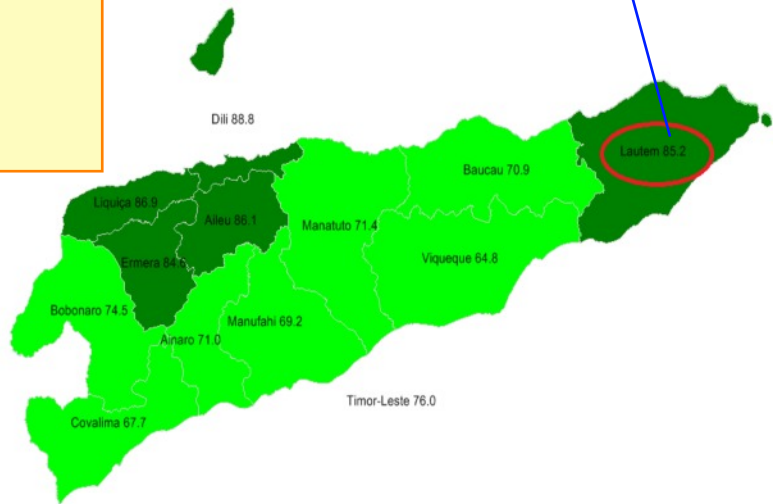 Dili 88.8
Lautem 85.2
Baucau 70.9
Liquiça 86.9
Aileu 86.1
Manatuto 71.4
Viqueque 64.8
Ermera 84.6
Bobonaro 74.5
Manufahi 69.2
Ainaro 71.0
Timor-Leste 76.0
Covalima 67.7